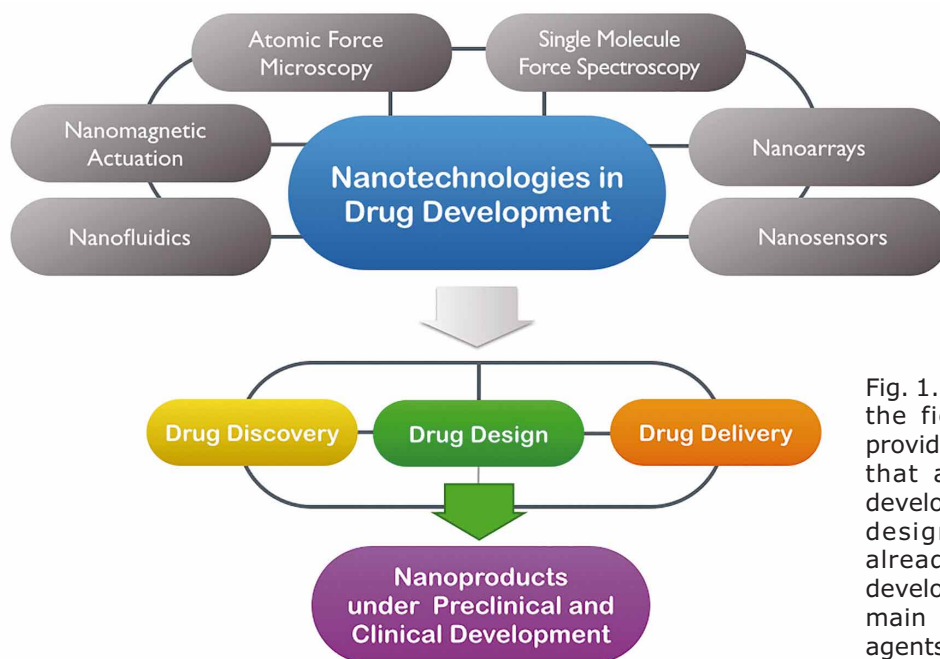 Atomic Force
Microscopy
Single Molecule
Force Spectroscopy
Nanomagnetic
Actuation
Nanoarrays
Nanotechnologies in
Drug Development
Nanofluidics
Nanosensors
Drug Discovery
Drug Design
Drug Delivery
Nanoproducts
under Preclinical and
Clinical Development
Fig. 1.
the
provid
that
develo
design
alread
develo
main
agents